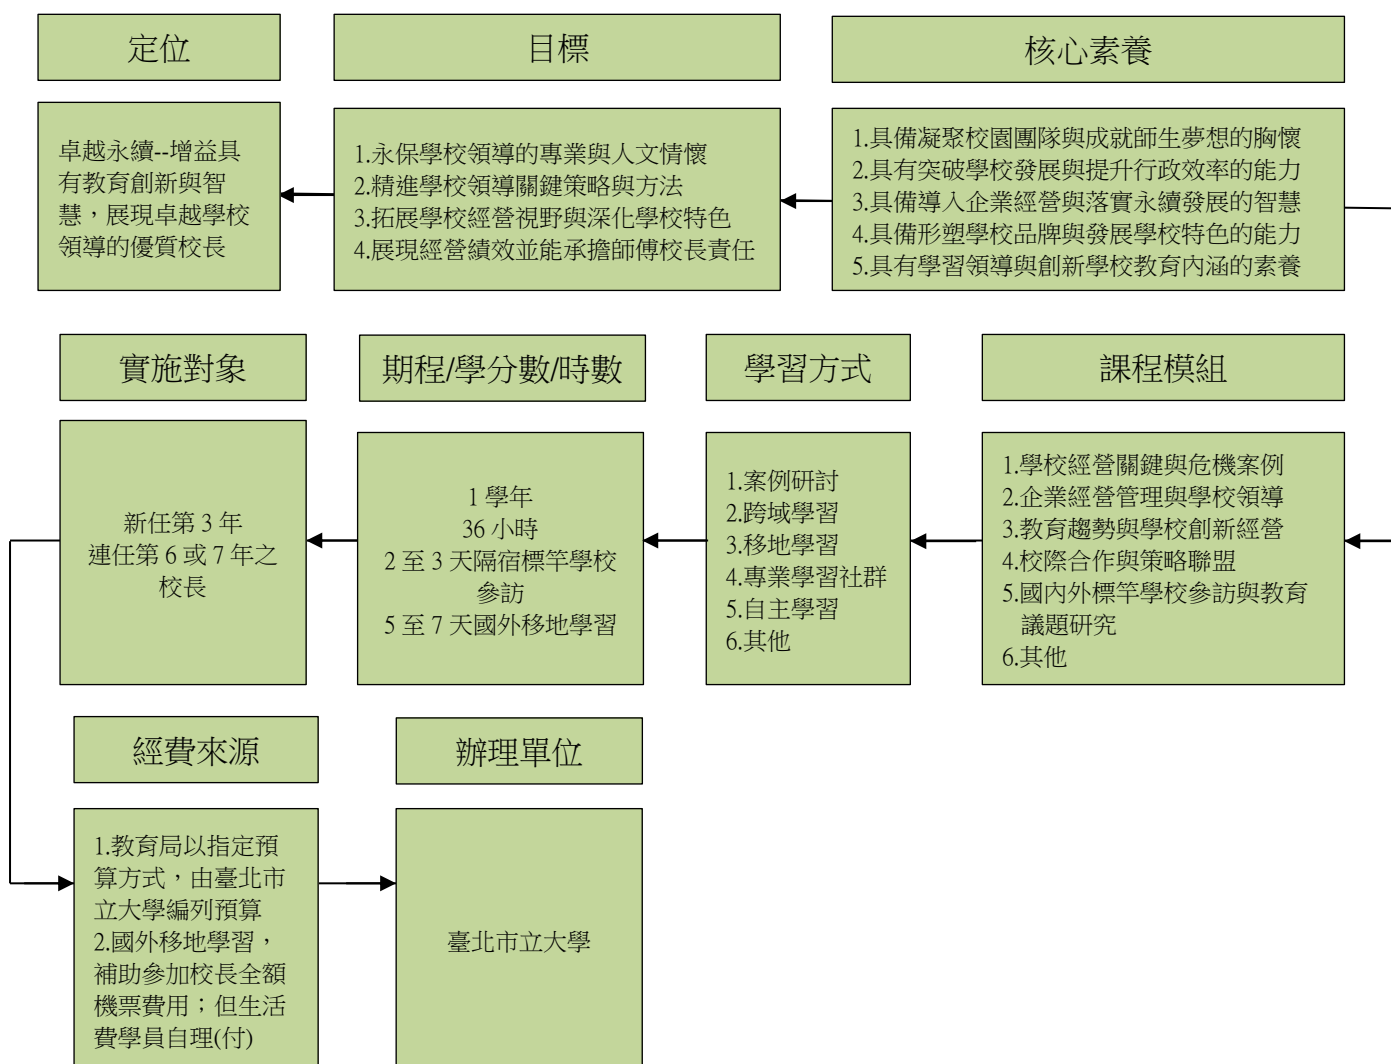 定位
卓越永續--增益具
有教育創新與智
慧，展現卓越學校
領導的優質校長
目標
1.永保學校領導的專業與人文情懷
2.精進學校領導關鍵策略與方法
3.拓展學校經營視野與深化學校特色
4.展現經營績效並能承擔師傅校長責任
核心素養
1.具備凝聚校園團隊與成就師生夢想的胸懷
2.具有突破學校發展與提升行政效率的能力
3.具備導入企業經營與落實永續發展的智慧
4.具備形塑學校品牌與發展學校特色的能力
5.具有學習領導與創新學校教育內涵的素養
實施對象
新任第 3 年
連任第 6 或 7 年之
校長
期程/學分數/時數
1 學年
36 小時
2 至 3 天隔宿標竿學校
參訪
5 至 7 天國外移地學習
學習方式
1.案例研討
2.跨域學習
3.移地學習
4.專業學習社群
5.自主學習
6.其他
課程模組
1.學校經營關鍵與危機案例
2.企業經營管理與學校領導
3.教育趨勢與學校創新經營
4.校際合作與策略聯盟
5.國內外標竿學校參訪與教育
議題研究
6.其他
經費來源
1.教育局以指定預
算方式，由臺北市
立大學編列預算
2.國外移地學習，
補助參加校長全額
機票費用；但生活
費學員自理(付)
辦理單位
臺北市立大學